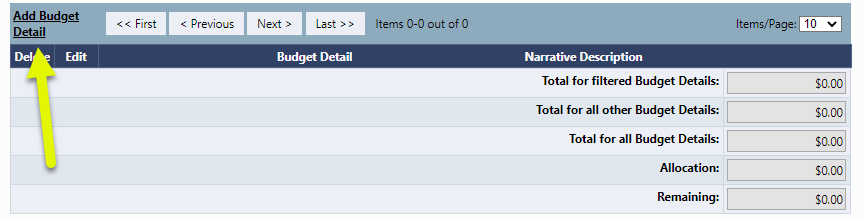 Add Budget
Detail
<< First
< Previous
Next >
Last >>
Items 0-0 out of 0
Items/Page: 10
Delete Edit Budget Detail Narrative Description
Total for filtered Budget Details: $0.00
Total for all other Budget Details: $0.00
Total for all Budget Details: $0.00
Allocation: $0.00
Remaining: $0.00